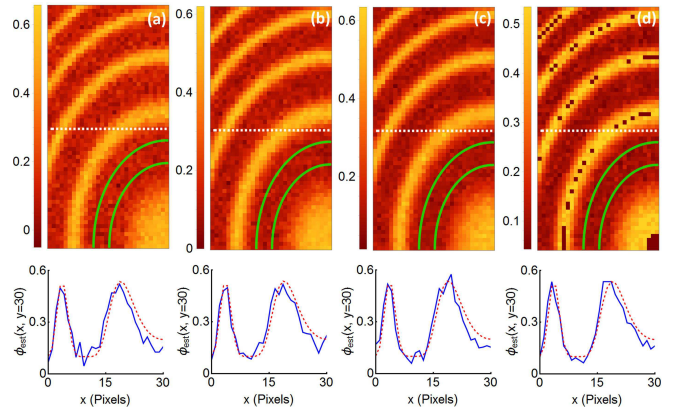 (a) (b) (c) (d)
0.6 0.6 0.6 0.5
0.4 0.4 0.4 0.4
0.3
0.2 0.2 0.2 0.2
0 0 0.1
0.6 0.6 0.6 0.6
0.3 0.3 0.3 0.3
0 0 0 0
0 15 30 0 15 30 0 15 30 0 15 30
ϕest(x, y=30) ϕest(x, y=30) ϕest(x, y=30) ϕest(x, y=30)
x (Pixels) x (Pixels) x (Pixels) x (Pixels)